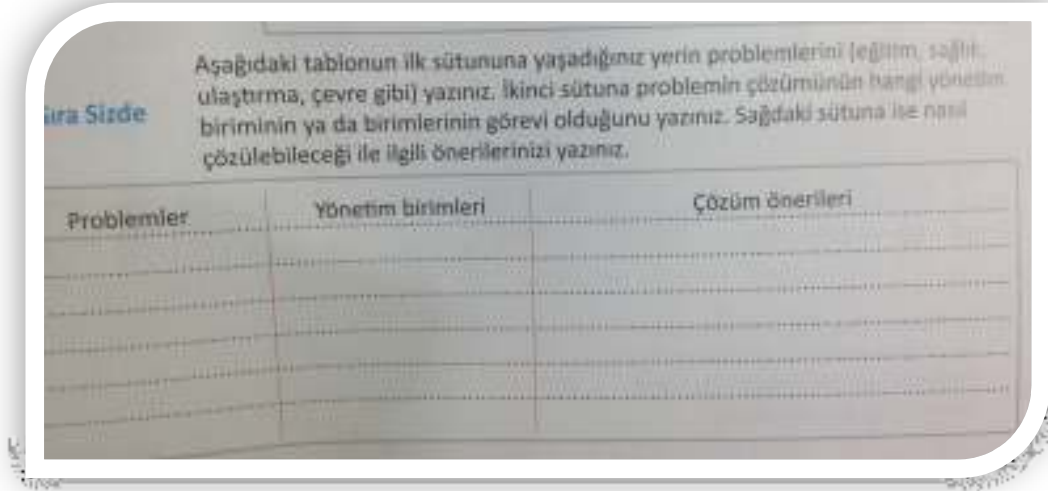 Aşağıdaki tablonun ilk sütununa yaşadığınız yerin problemlerini (eğitim, sağlık,
ulaştırma, çevre gibi) yazınız. İkinci sütuna problemin çözümünün hangi yönetim
Sıra Sizde
biriminin ya da birimlerinin görevi olduğunu yazınız. Sağdaki sütuna ise nasıl
çözülebileceği ile ilgili önerilerinizi yazınız.
Problemler Yönetim birimleri Çözüm önerileri